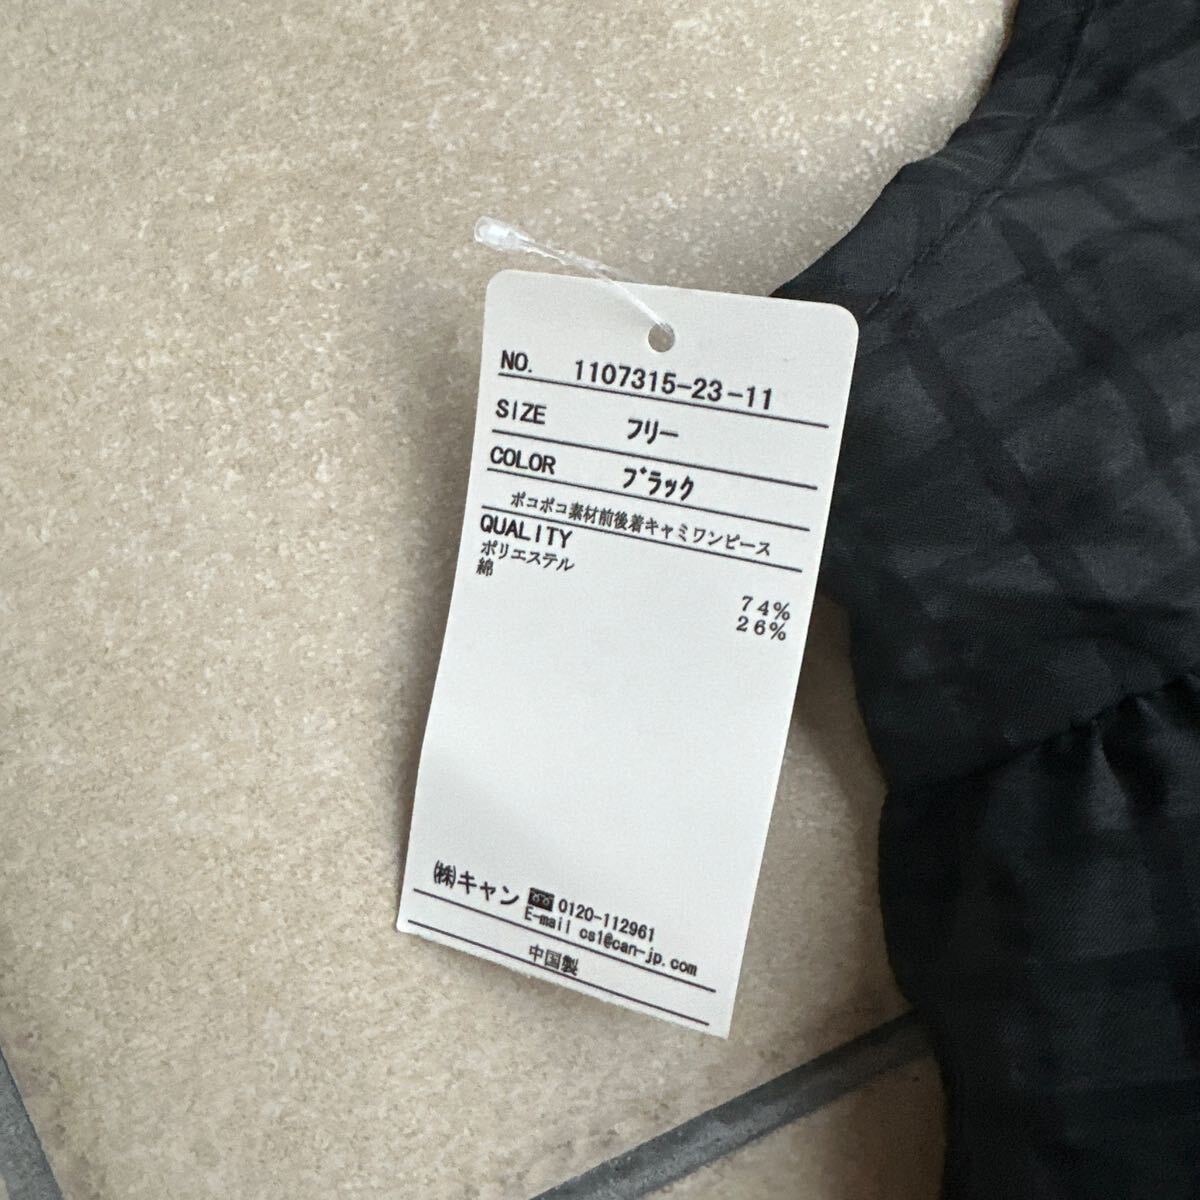 NO. 1107315-23-11
SIZE フリー
COLOR ブラック
ポコポコ素材前後着キャミワンピース
QUALITY
ポリエステル 74%
綿 26%
㈱キャン 0120-112961
E-mail cs1@can-jp.com
中国製